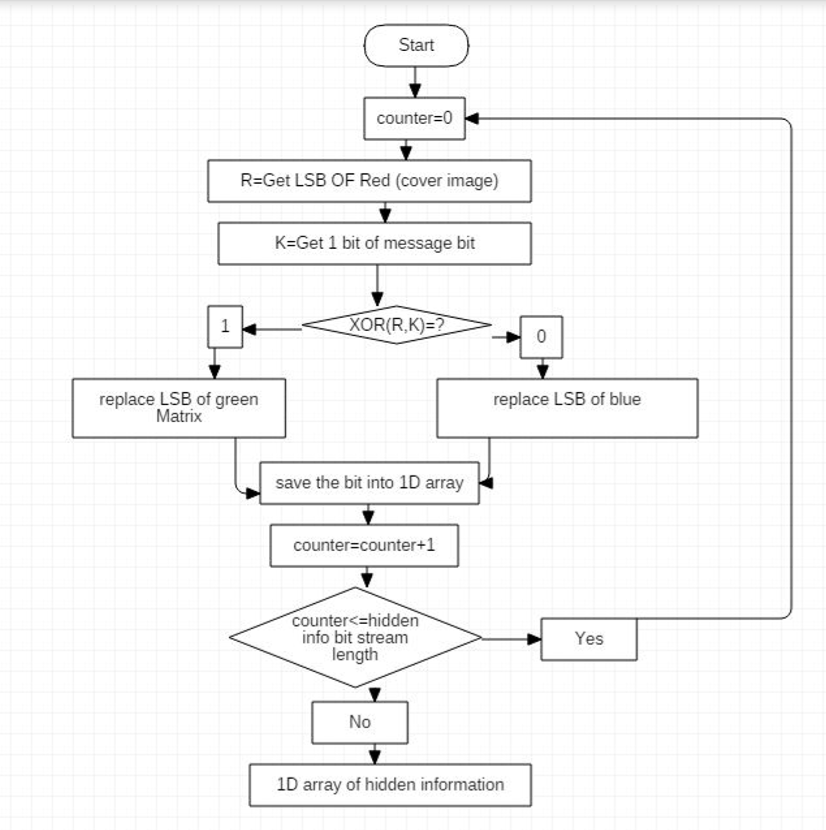 Start
counter=0
R=Get LSB OF Red (cover image)
K=Get 1 bit of message bit
XOR(R,K)=?
1
0
replace LSB of green
Matrix
replace LSB of blue
save the bit into 1D array
counter=counter+1
counter<=hidden
info bit stream
length
Yes
No
1D array of hidden information